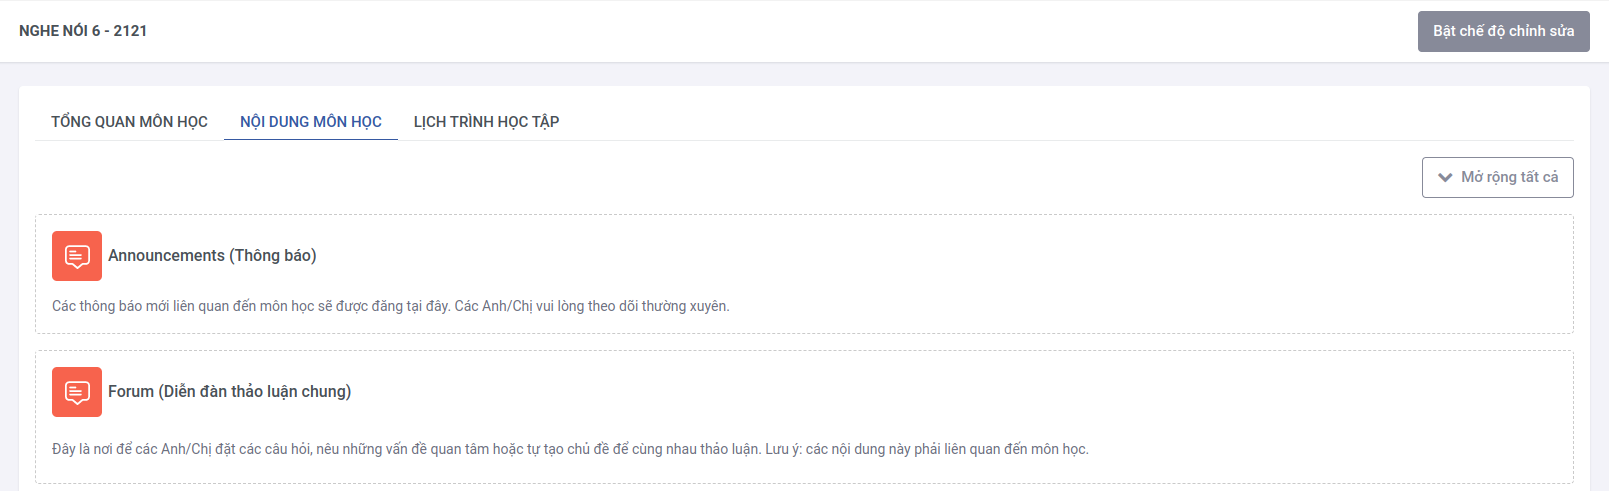 NGHE NÓI 6 - 2121
Bật chế độ chỉnh sửa
TỔNG QUAN MÔN HỌC
NỘI DUNG MÔN HỌC
LỊCH TRÌNH HỌC TẬP
Mở rộng tất cả
Announcements (Thông báo)
Các thông báo mới liên quan đến môn học sẽ được đăng tại đây. Các Anh/Chị vui lòng theo dõi thường xuyên.
Forum (Diễn đàn thảo luận chung)
Đây là nơi để các Anh/Chị đặt các câu hỏi, nêu những vấn đề quan tâm hoặc tự tạo chủ đề để cùng nhau thảo luận. Lưu ý: các nội dung này phải liên quan đến môn học.